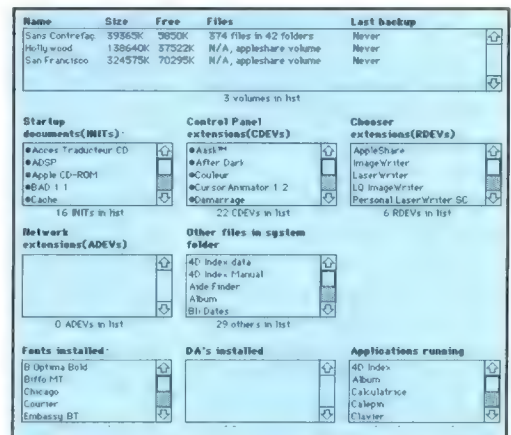 Name Size Free Files Last backup
Sans Contrefaç. 39365K 5850K 374 files in 42 folders Never
Hollywood 138640K 37522K N/A, appleshare volume Never
San Francisco 324575K 70295K N/A, appleshare volume Never
3 volumes in list
Startup documents(INITs)
●Acces Traducteur CD
●ADSP
●Apple CD-ROM
●BAD 1 1
●Cache
16 INITs in list
Control Panel extensions(CDEVs)
●Aask™
●After Dark
●Couleur
●Cursor Animator 1 2
●Damarrage
22 CDEVs in list
Chooser extensions(RDEVs)
AppleShare
ImageWriter
LaserWriter
LQ ImageWriter
Personal LaserWriter SC
6 RDEVs in list
Network extensions(ADEVs)
0 ADEVs in list
Other files in system folder
4D Index data
4D Index Manual
Aide Finder
Album
Dates
29 others in list
Fonts installed
B Optima Bold
Biffo MT
Chicago
Courier
Embassy BT
DA's installed
Applications running
4D Index
Album
Calculatrice
Calepin
Clavier